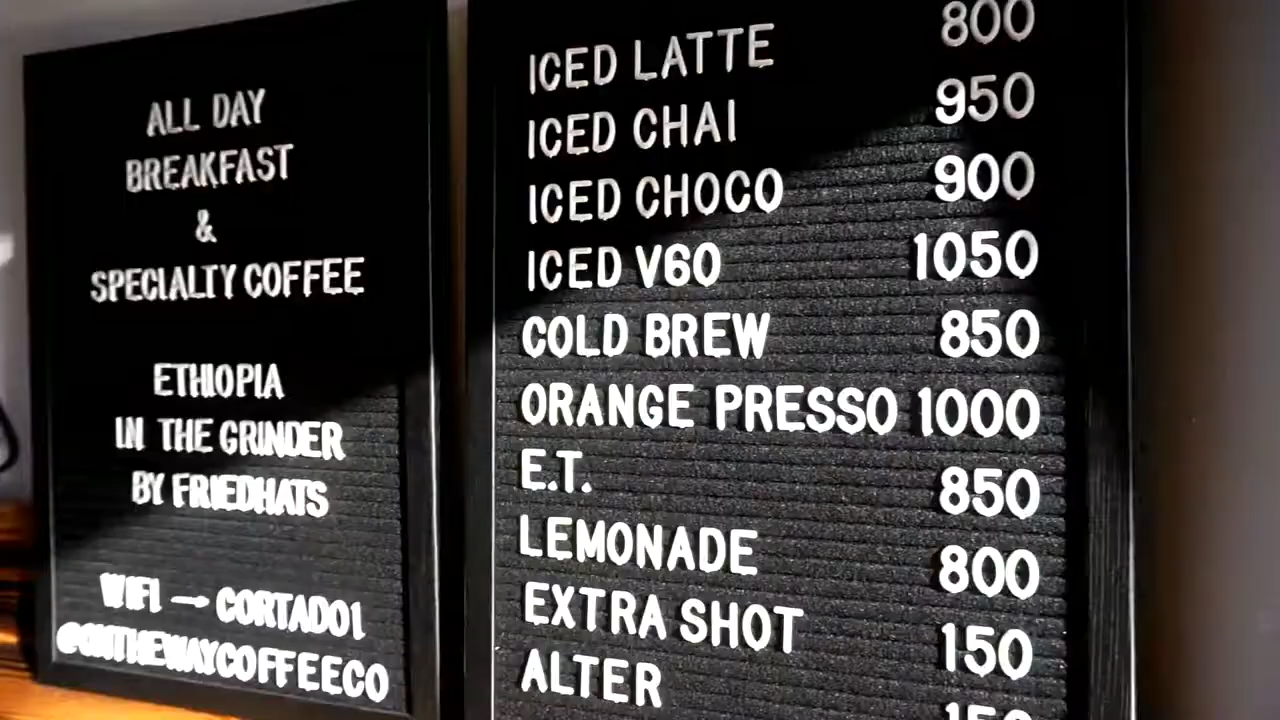 ALL DAY
BREAKFAST
&
SPECIALTY COFFEE
ETHIOPIA
IN THE GRINDER
BY FRIEDHATS
WIFI → CORTADO1
@ONTHEWAYCOFFEECO
ICED LATTE 800
ICED CHAI 950
ICED CHOCO 900
ICED V60 1050
COLD BREW 850
ORANGE PRESSO 1000
E.T. 850
LEMONADE 800
EXTRA SHOT 150
ALTER 150